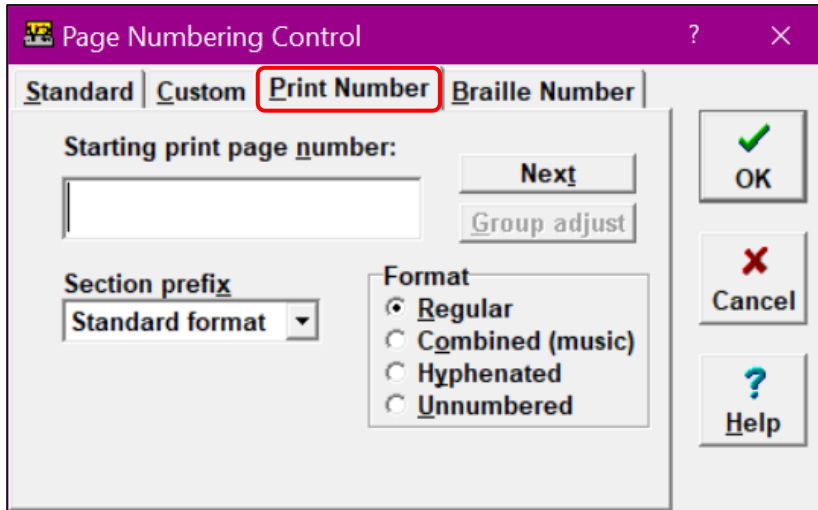 Page Numbering Control
Standard Custom Print Number Braille Number
Starting print page number:
Next
Group adjust
Section prefix
Standard format
Format
Regular
Combined (music)
Hyphenated
Unnumbered
OK
Cancel
? 
Help